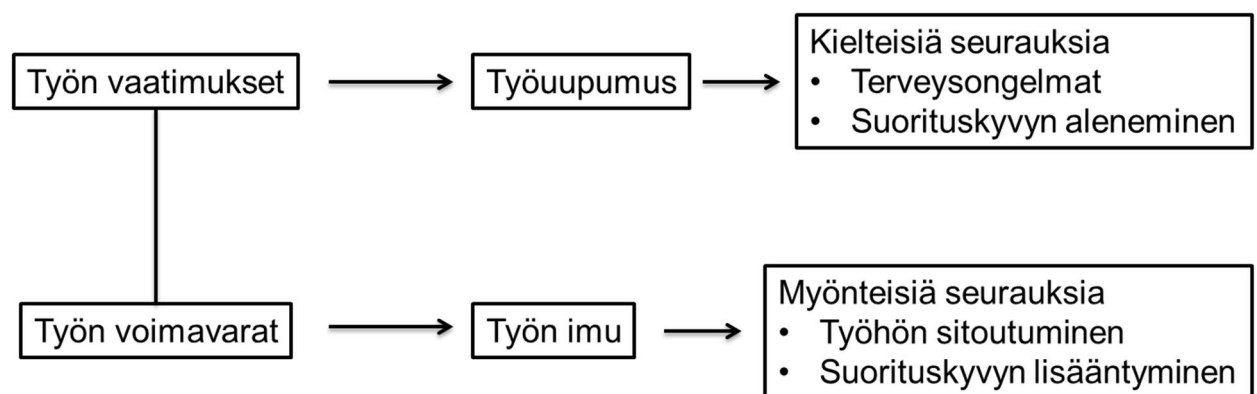 Työn vaatimukset
Työuupumus
Kielteisiä seurauksia
• Terveysongelmat
• Suorituskyvyn aleneminen
Työn voimavarat
Työn imu
Myönteisiä seurauksia
• Työhön sitoutuminen
• Suorituskyvyn lisääntyminen